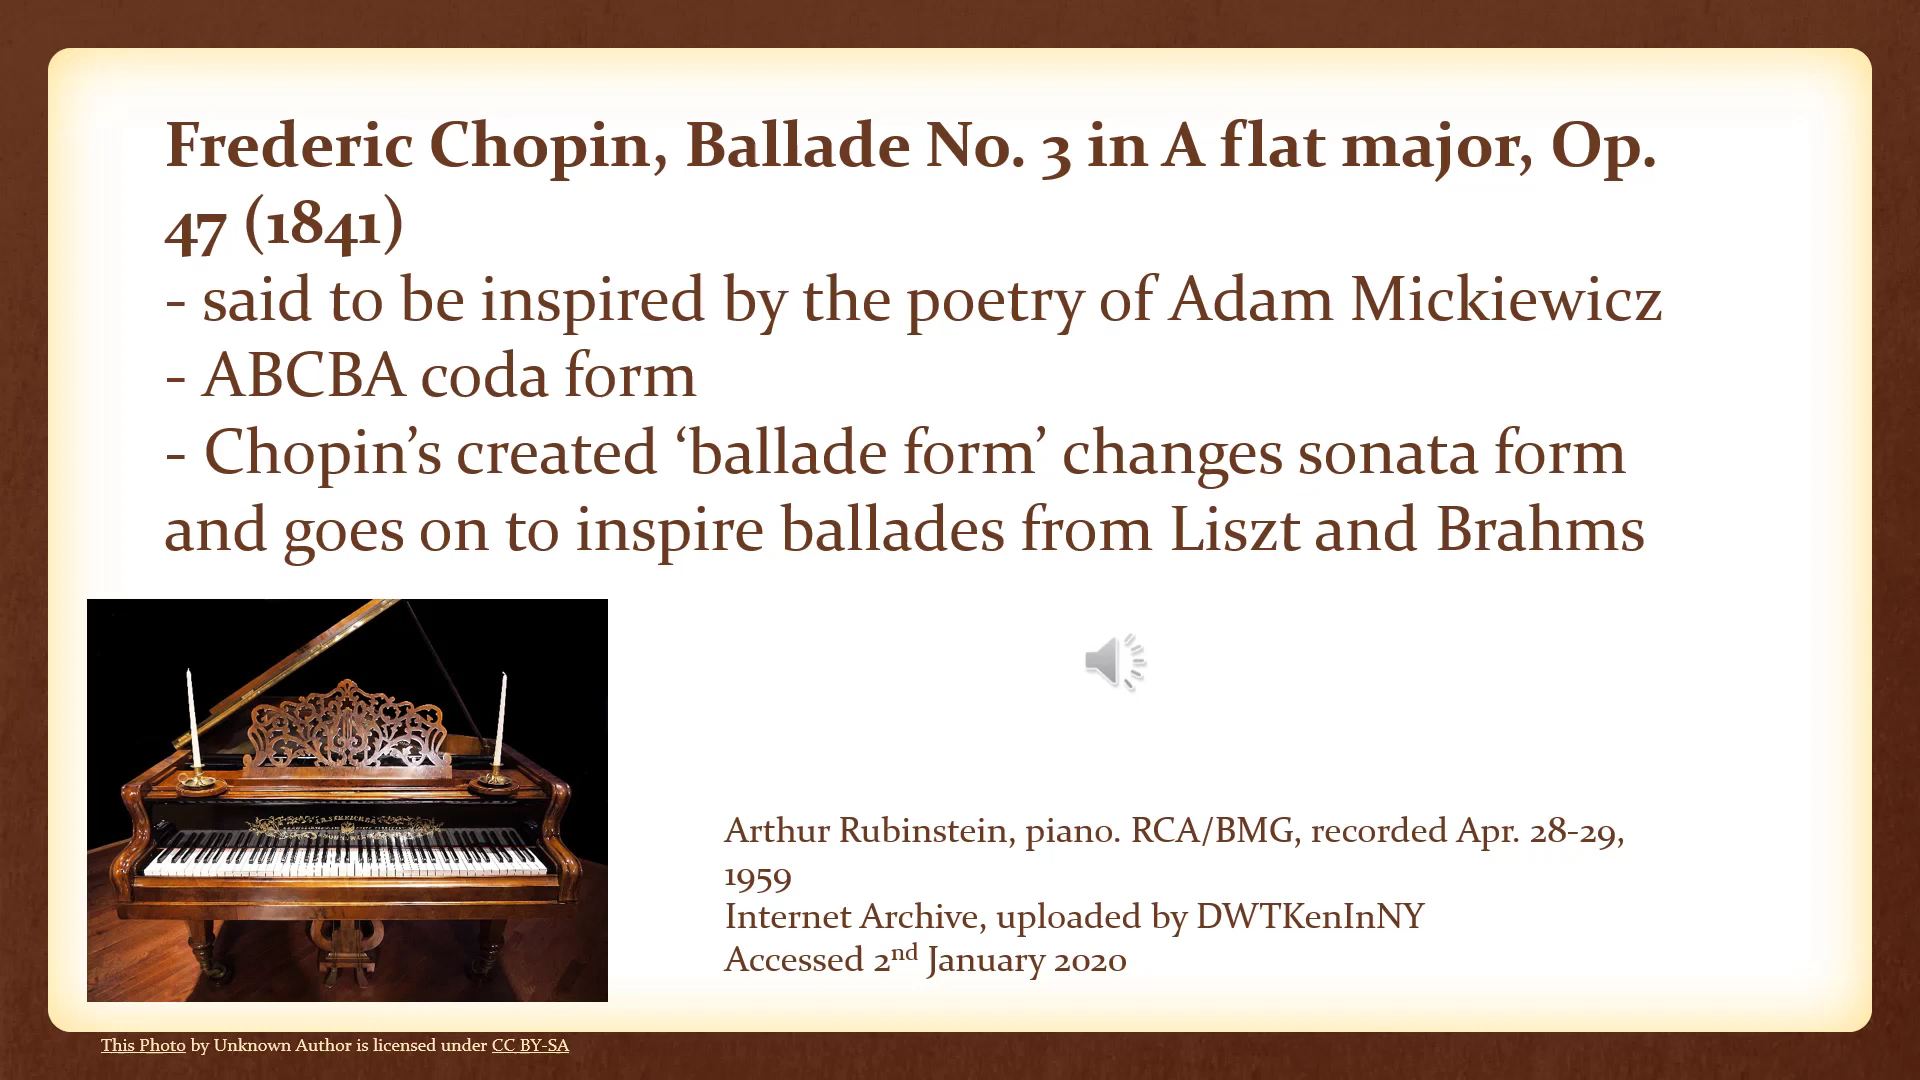 Frederic Chopin, Ballade No. 3 in A flat major, Op.
47 (1841)
- said to be inspired by the poetry of Adam Mickiewicz
- ABCBA coda form
- Chopin’s created ‘ballade form’ changes sonata form
and goes on to inspire ballades from Liszt and Brahms
J.B. STREICHER
Arthur Rubinstein, piano. RCA/BMG, recorded Apr. 28-29,
1959
Internet Archive, uploaded by DWTKenInNY
Accessed 2nd January 2020
This Photo by Unknown Author is licensed under CC BY-SA